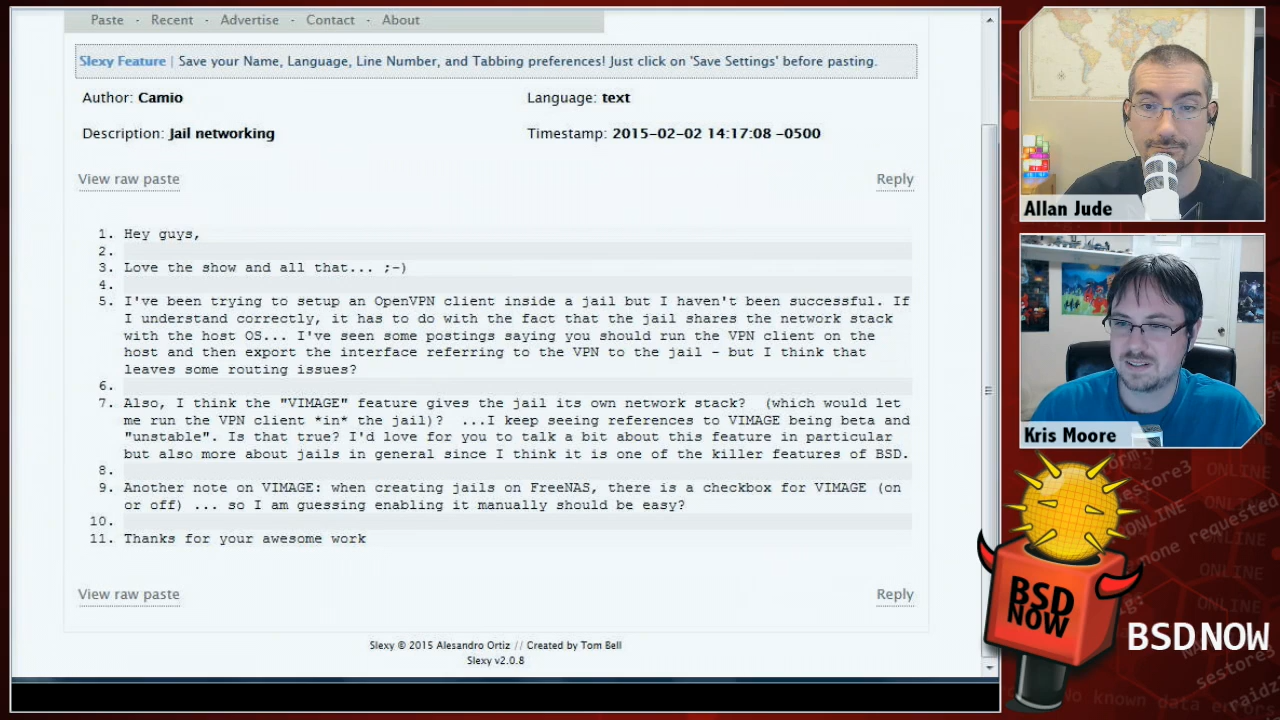 Paste · Recent · Advertise · Contact · About
Slexy Feature | Save your Name, Language, Line Number, and Tabbing preferences! Just click on 'Save Settings' before pasting.
Author: Camio
Language: text
Description: Jail networking
Timestamp: 2015-02-02 14:17:08 -0500
View raw paste
Reply
1. Hey guys,
2.
3. Love the show and all that... ;-)
4.
5. I've been trying to setup an OpenVPN client inside a jail but I haven't been successful. If
I understand correctly, it has to do with the fact that the jail shares the network stack
with the host OS... I've seen some postings saying you should run the VPN client on the
host and then export the interface referring to the VPN to the jail - but I think that
leaves some routing issues?
6.
7. Also, I think the "VIMAGE" feature gives the jail its own network stack? (which would let
me run the VPN client *in* the jail)? ...I keep seeing references to VIMAGE being beta and
"unstable". Is that true? I'd love for you to talk a bit about this feature in particular
but also more about jails in general since I think it is one of the killer features of BSD.
8.
9. Another note on VIMAGE: when creating jails on FreeNAS, there is a checkbox for VIMAGE (on
or off) ... so I am guessing enabling it manually should be easy?
10.
11. Thanks for your awesome work
View raw paste
Reply
Slexy © 2015 Alesandro Ortiz // Created by Tom Bell
Slexy v2.0.8
Allan Jude
Kris Moore
BSD
NOW
BSD NOW
ONLINE
ONLINE
ONLINE
none requested
ONLINE
ONLINE
restore3
No known data errors